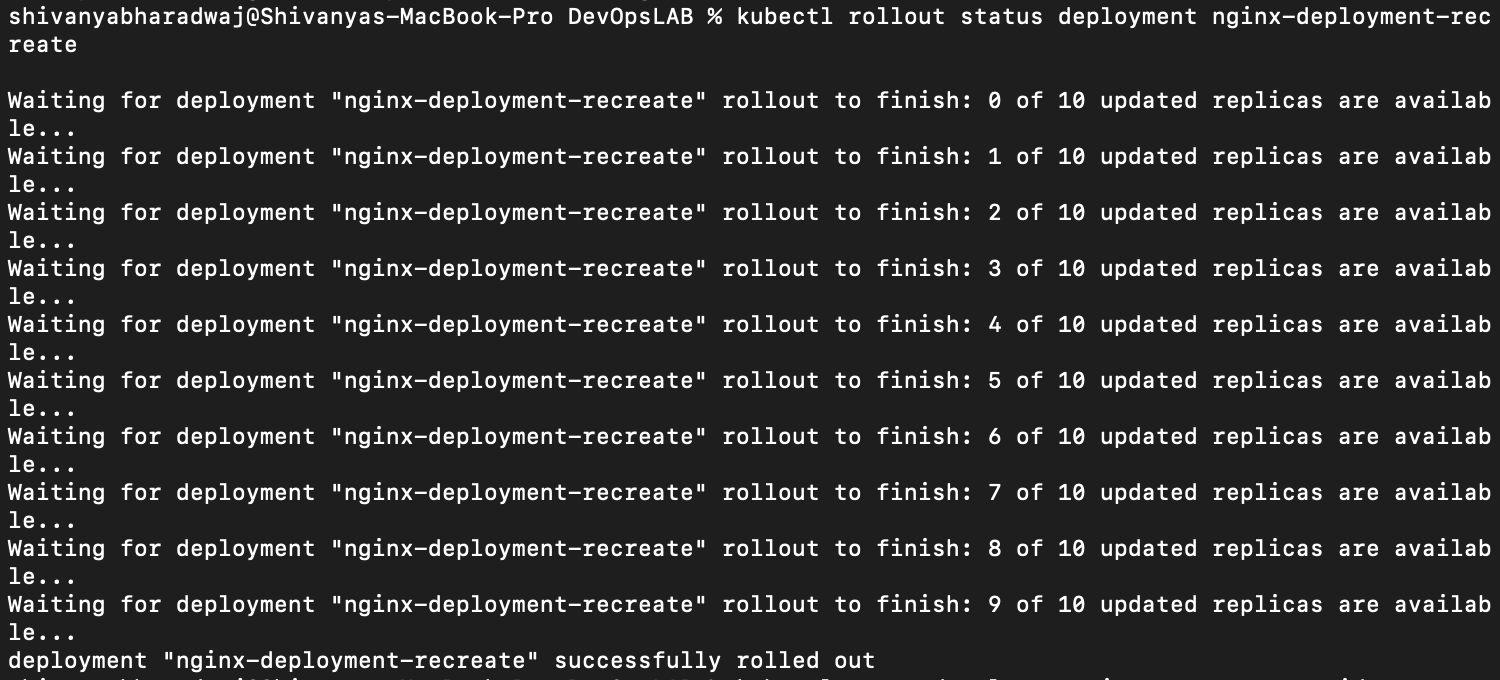 shivanyabharadwaj@Shivanyas-MacBook-Pro DevOpsLAB % kubectl rollout status deployment nginx-deployment-rec
reate
Waiting for deployment "nginx-deployment-recreate" rollout to finish: 0 of 10 updated replicas are availab
le...
Waiting for deployment "nginx-deployment-recreate" rollout to finish: 1 of 10 updated replicas are availab
le...
Waiting for deployment "nginx-deployment-recreate" rollout to finish: 2 of 10 updated replicas are availab
le...
Waiting for deployment "nginx-deployment-recreate" rollout to finish: 3 of 10 updated replicas are availab
le...
Waiting for deployment "nginx-deployment-recreate" rollout to finish: 4 of 10 updated replicas are availab
le...
Waiting for deployment "nginx-deployment-recreate" rollout to finish: 5 of 10 updated replicas are availab
le...
Waiting for deployment "nginx-deployment-recreate" rollout to finish: 6 of 10 updated replicas are availab
le...
Waiting for deployment "nginx-deployment-recreate" rollout to finish: 7 of 10 updated replicas are availab
le...
Waiting for deployment "nginx-deployment-recreate" rollout to finish: 8 of 10 updated replicas are availab
le...
Waiting for deployment "nginx-deployment-recreate" rollout to finish: 9 of 10 updated replicas are availab
le...
deployment "nginx-deployment-recreate" successfully rolled out